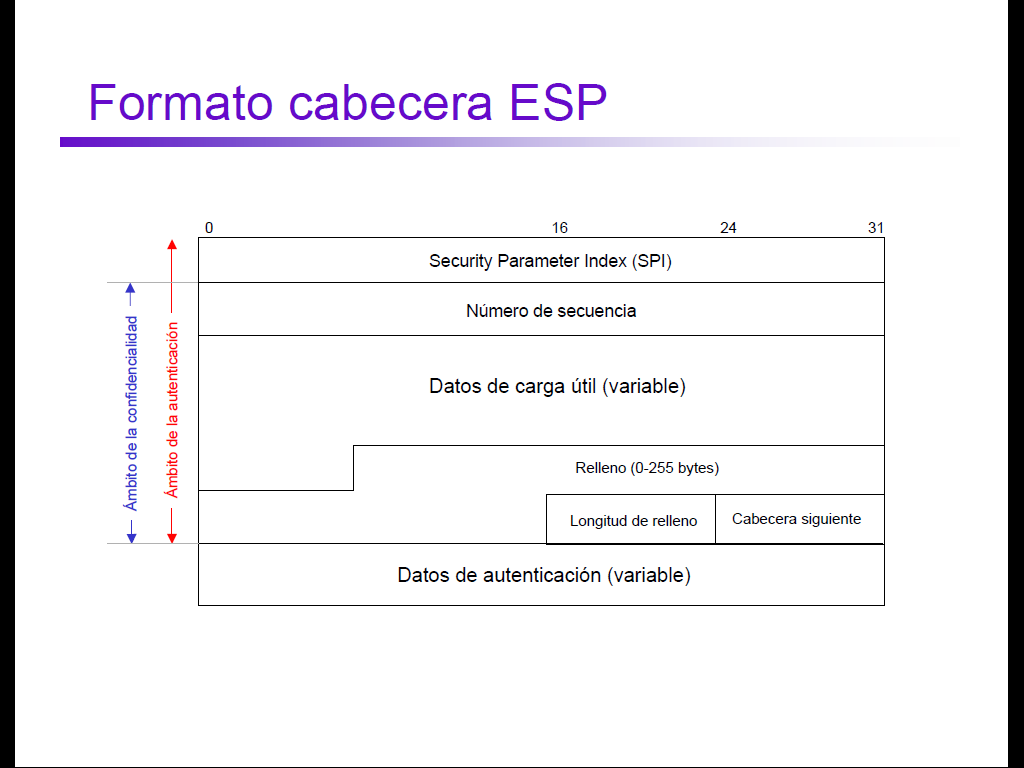 Formato cabecera ESP
0 16 24 31
Security Parameter Index (SPI)
Número de secuencia
Datos de carga útil (variable)
Relleno (0-255 bytes)
Longitud de relleno
Cabecera siguiente
Datos de autenticación (variable)
Ámbito de la confidencialidad
Ámbito de la autenticación